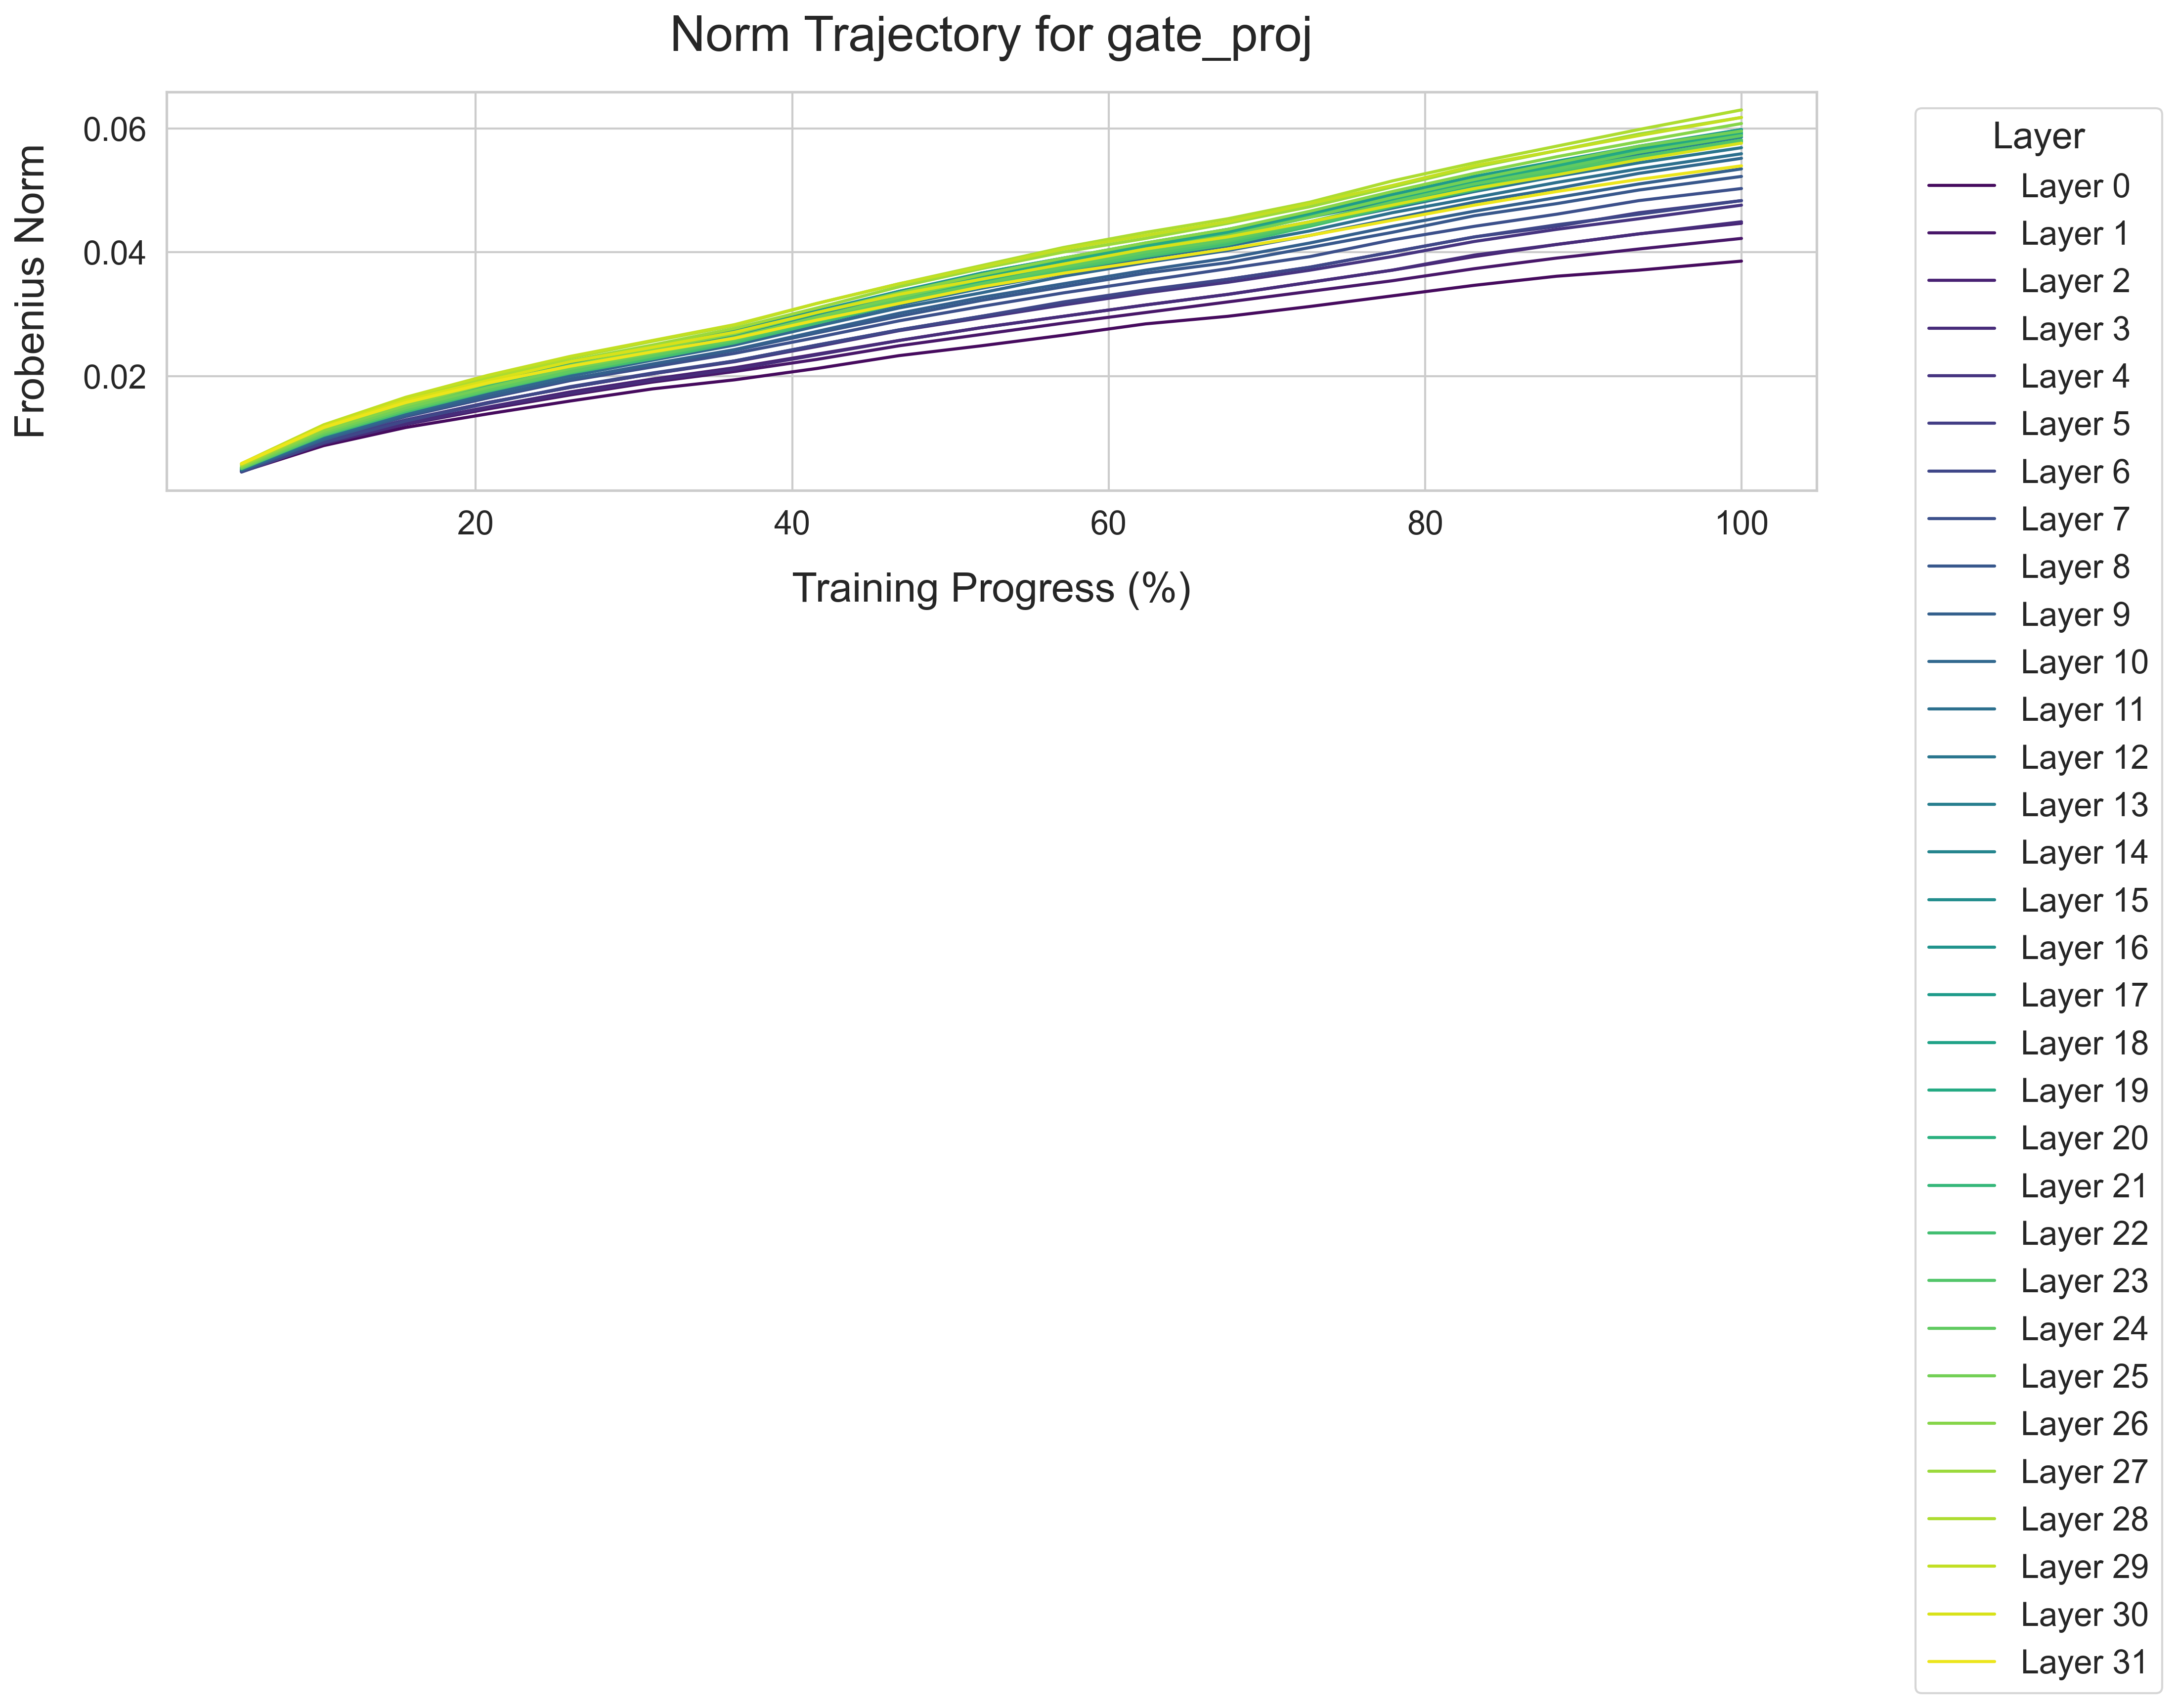 Norm Trajectory for gate_proj
Frobenius Norm
0.06
0.04
0.02
20 40 60 80 100
Training Progress (%)
Layer
Layer 0
Layer 1
Layer 2
Layer 3
Layer 4
Layer 5
Layer 6
Layer 7
Layer 8
Layer 9
Layer 10
Layer 11
Layer 12
Layer 13
Layer 14
Layer 15
Layer 16
Layer 17
Layer 18
Layer 19
Layer 20
Layer 21
Layer 22
Layer 23
Layer 24
Layer 25
Layer 26
Layer 27
Layer 28
Layer 29
Layer 30
Layer 31